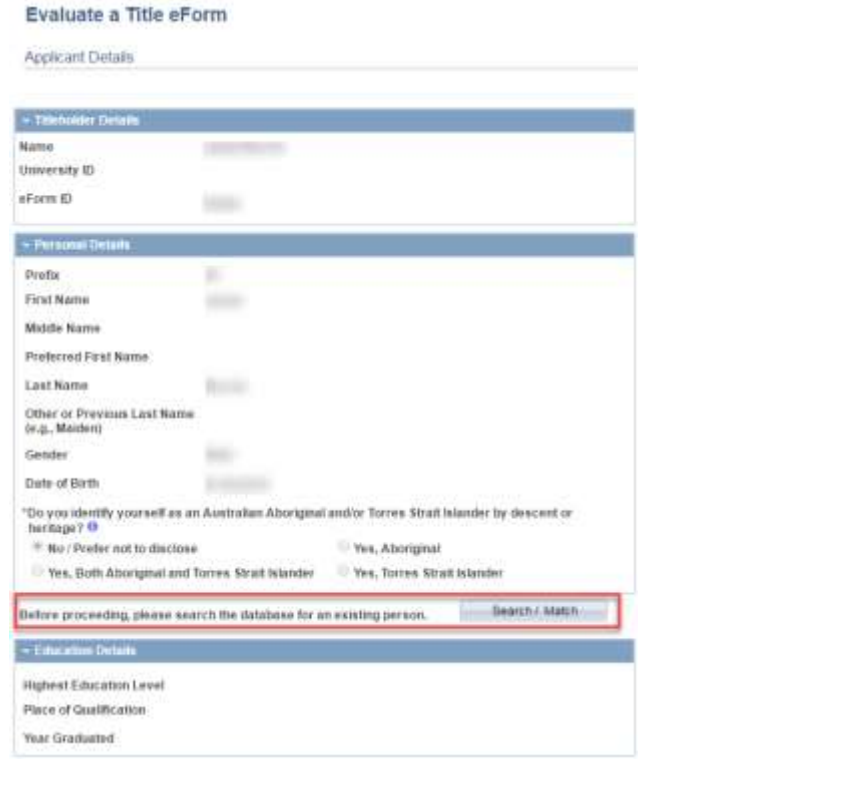 Evaluate a Title eForm
Applicant Details
Titleholder Details
Name
University ID
eForm ID
Personal Details
Prefix
First Name
Middle Name
Preferred First Name
Last Name
Other or Previous Last Name
(e.g., Maiden)
Gender
Date of Birth
*Do you identify yourself as an Australian Aboriginal and/or Torres Strait Islander by descent or
heritage?
No / Prefer not to disclose Yes, Aboriginal
Yes, Both Aboriginal and Torres Strait Islander Yes, Torres Strait Islander
Before proceeding, please search the database for an existing person. Search / Match
Education Details
Highest Education Level
Place of Qualification
Year Graduated